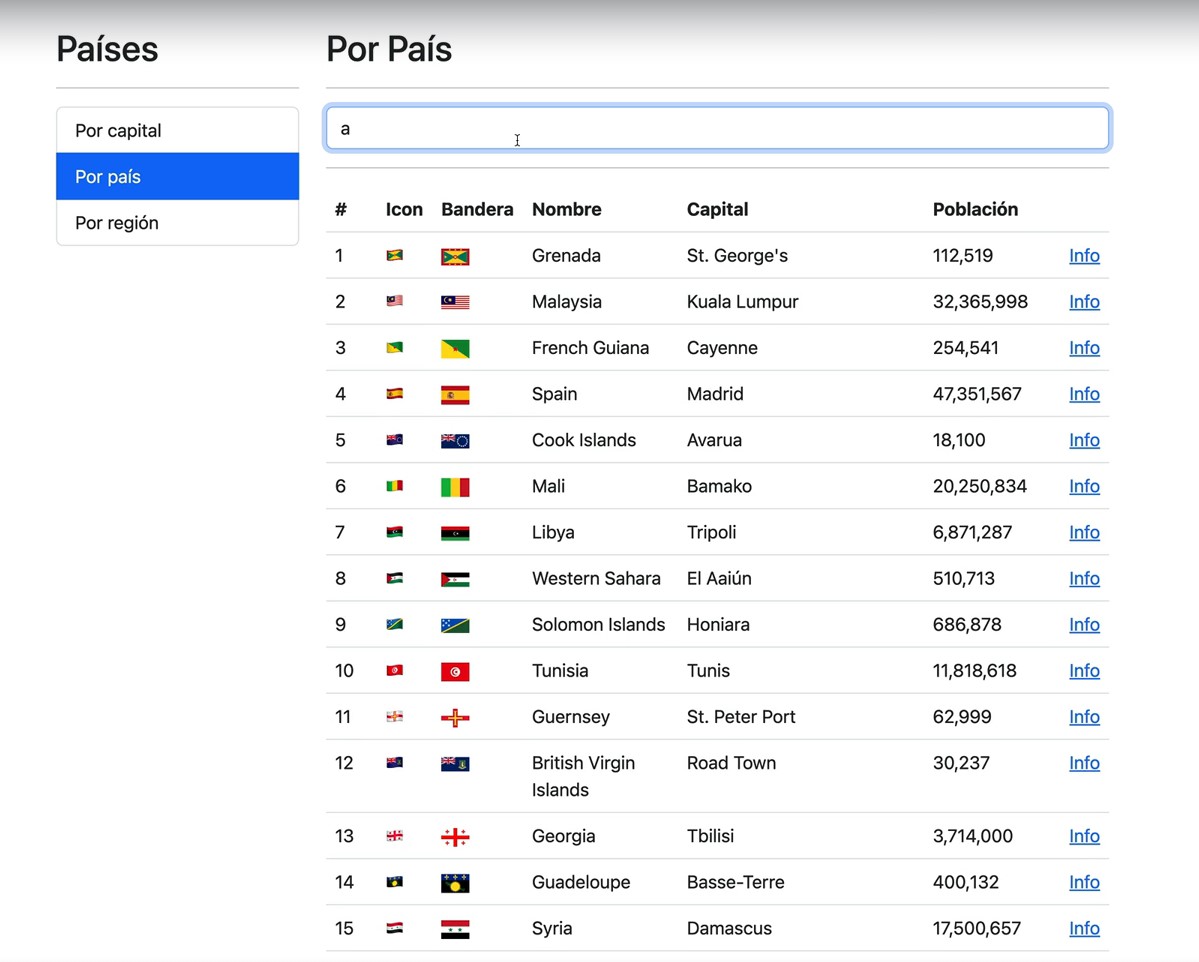 Países
Por capital
Por país
Por región
Por País
a
# Icon Bandera Nombre Capital Población
1 Grenada St. George's 112,519 Info
2 Malaysia Kuala Lumpur 32,365,998 Info
3 French Guiana Cayenne 254,541 Info
4 Spain Madrid 47,351,567 Info
5 Cook Islands Avarua 18,100 Info
6 Mali Bamako 20,250,834 Info
7 Libya Tripoli 6,871,287 Info
8 Western Sahara El Aaiún 510,713 Info
9 Solomon Islands Honiara 686,878 Info
10 Tunisia Tunis 11,818,618 Info
11 Guernsey St. Peter Port 62,999 Info
12 British Virgin Road Town 30,237 Info
Islands
13 Georgia Tbilisi 3,714,000 Info
14 Guadeloupe Basse-Terre 400,132 Info
15 Syria Damascus 17,500,657 Info